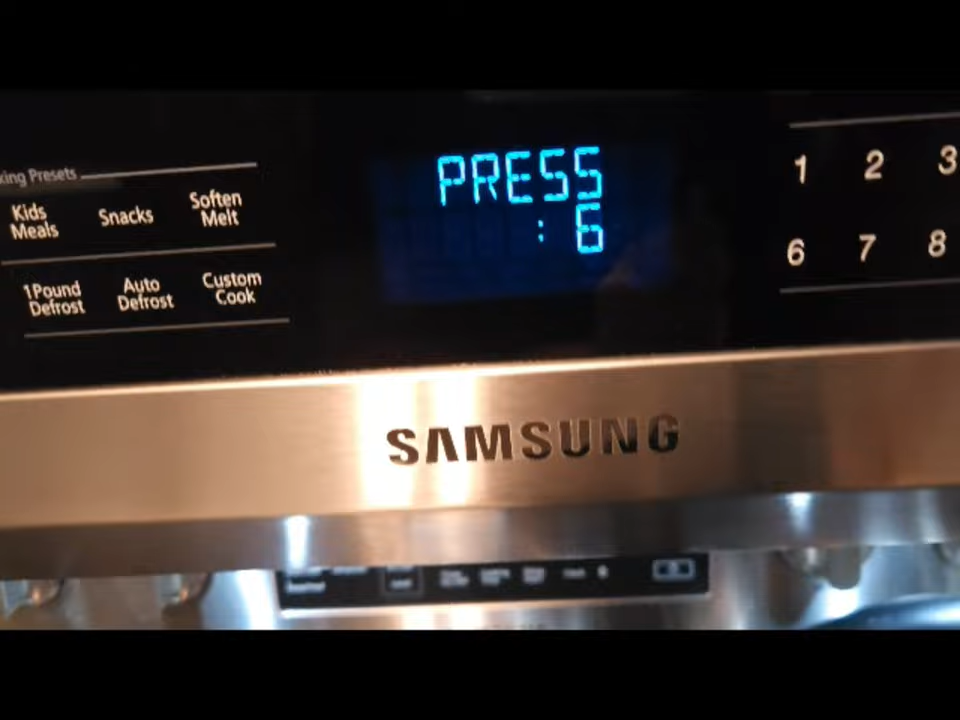 king Presets
Kids Meals
Snacks
Soften Melt
1Pound Defrost
Auto Defrost
Custom Cook
PRESS
: 6
1 2 3
6 7 8
SAMSUNG